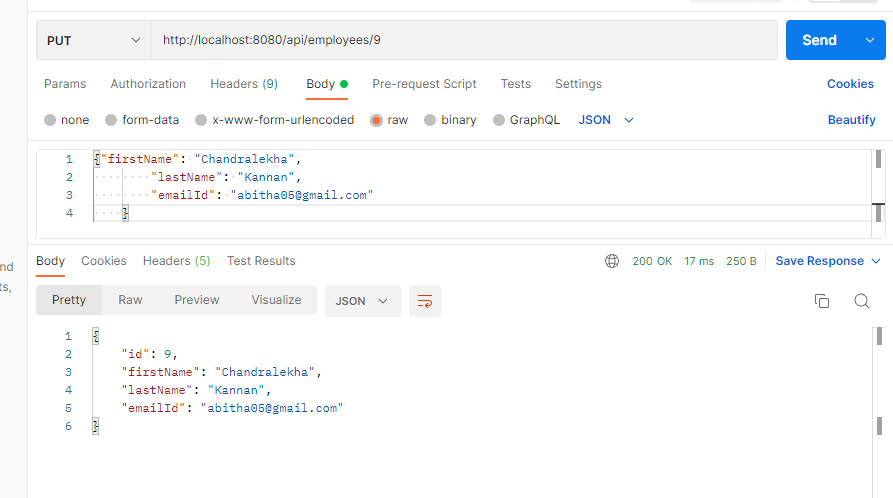 PUT http://localhost:8080/api/employees/9 Send
Params Authorization Headers (9) Body Pre-request Script Tests Settings Cookies
none form-data x-www-form-urlencoded raw binary GraphQL JSON Beautify
1 {"firstName": "Chandralekha",
2 "lastName": "Kannan",
3 "emailId": "abitha05@gmail.com"
4 }
nd
ts,
Body Cookies Headers (5) Test Results 200 OK 17 ms 250 B Save Response
Pretty Raw Preview Visualize JSON
1 {
2 "id": 9,
3 "firstName": "Chandralekha",
4 "lastName": "Kannan",
5 "emailId": "abitha05@gmail.com"
6 }